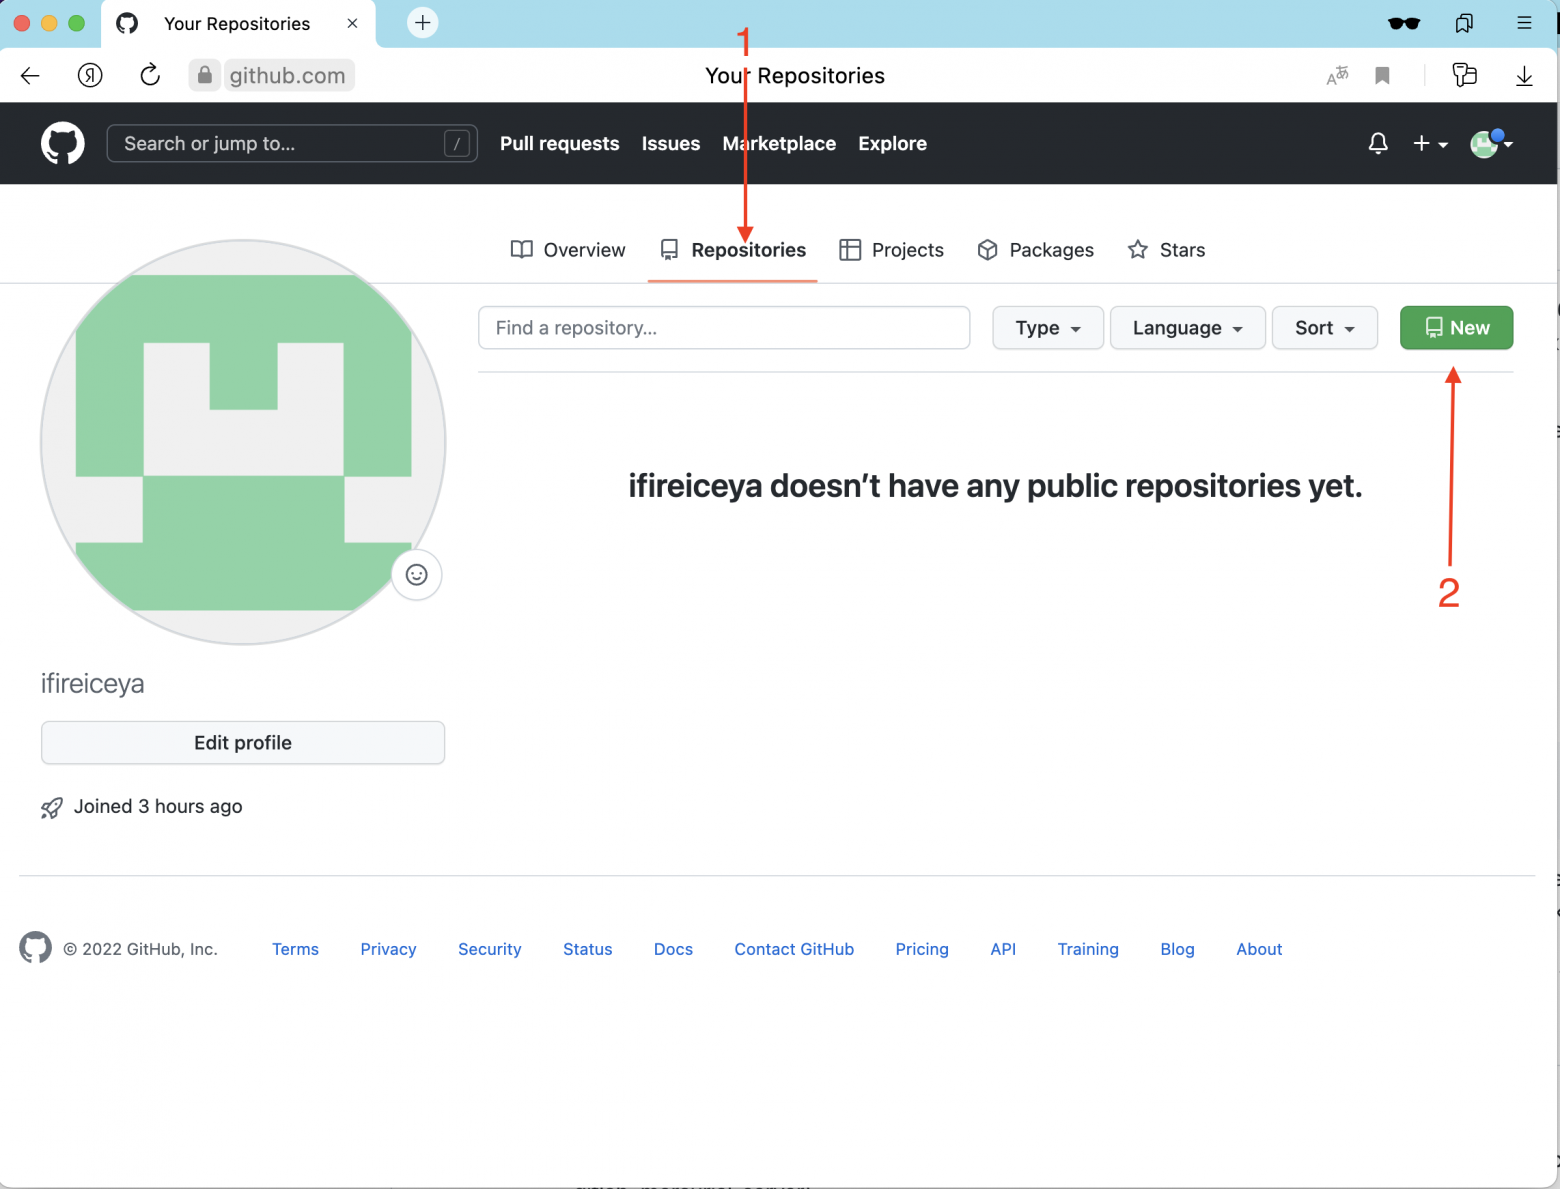 Your Repositories
1
github.com
Your Repositories
Search or jump to... /
Pull requests Issues Marketplace Explore
Overview Repositories Projects Packages Stars
Find a repository...
Type Language Sort New
ifireiceya doesn’t have any public repositories yet.
2
ifireiceya
Edit profile
Joined 3 hours ago
© 2022 GitHub, Inc. Terms Privacy Security Status Docs Contact GitHub Pricing API Training Blog About